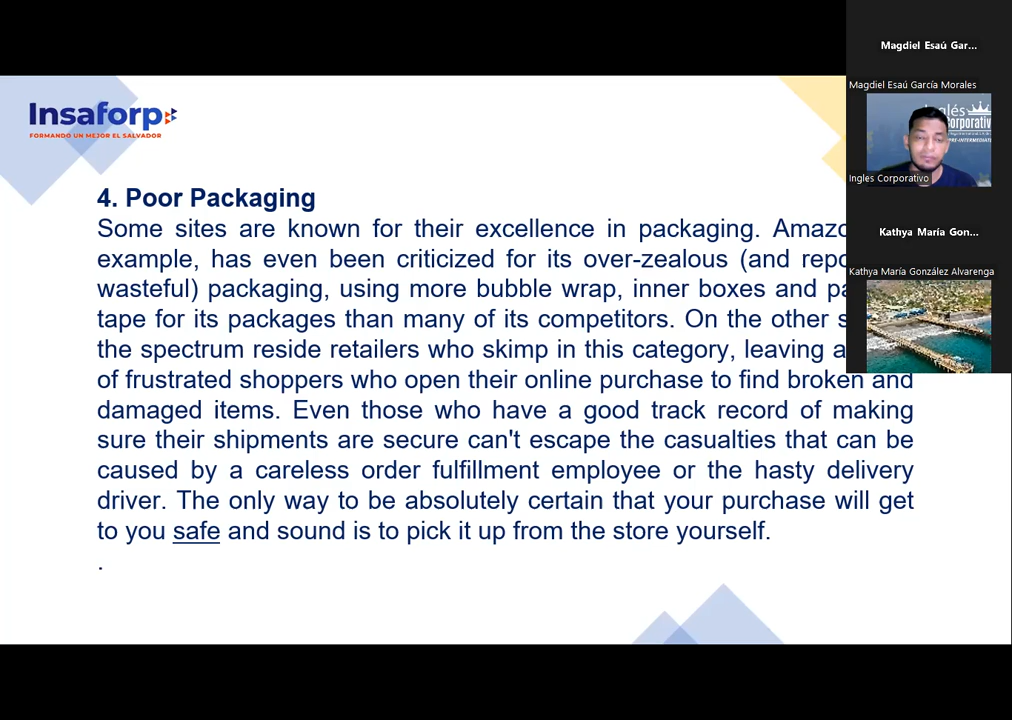 Insaforp
FORMANDO UN MEJOR EL SALVADOR
4. Poor Packaging
Some sites are known for their excellence in packaging.
example, has even been criticized for its over-zealous (and
wasteful) packaging, using more bubble wrap, inner boxes and
tape for its packages than many of its competitors. On the other
the spectrum reside retailers who skimp in this category, leaving
of frustrated shoppers who open their online purchase to find broken and
damaged items. Even those who have a good track record of making
sure their shipments are secure can't escape the casualties that can be
caused by a careless order fulfillment employee or the hasty delivery
driver. The only way to be absolutely certain that your purchase will get
to you safe and sound is to pick it up from the store yourself.
.
Magdiel Esaú Gar...
Magdiel Esaú García Morales
Ingles Corporativo
Kathya María Gon...
Kathya María González Alvarenga